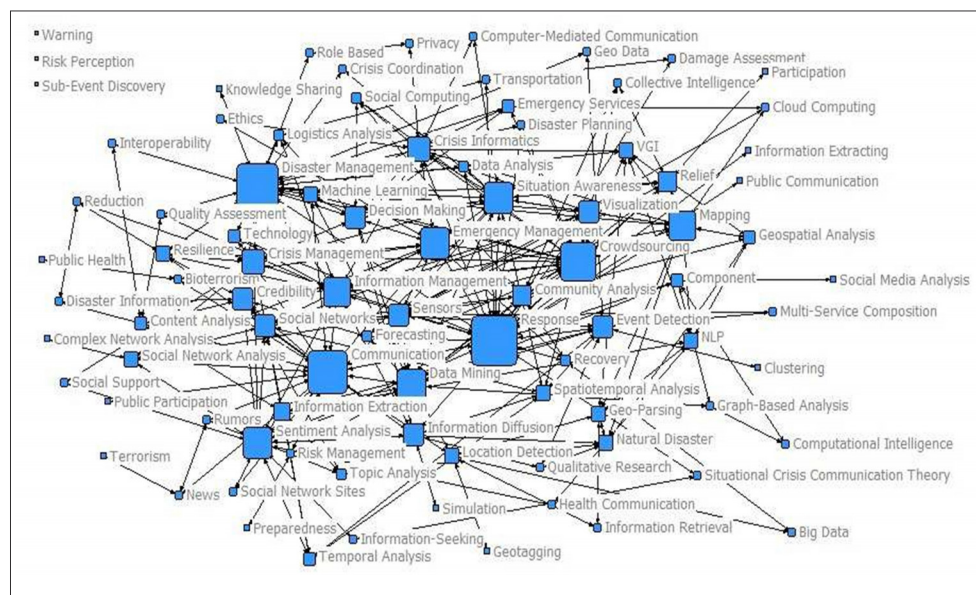 Warning
Risk Perception
Sub-Event Discovery
Role Based
Privacy
Computer-Mediated Communication
Geo Data
Damage Assessment
Crisis Coordination
Transportation
Collective Intelligence
Participation
Knowledge Sharing
Social Computing
Emergency Services
Cloud Computing
Ethics
Logistics Analysis
Disaster Planning
Interoperability
Crisis Informatics
VGI
Information Extracting
Disaster Management
Data Analysis
Relief
Public Communication
Machine Learning
Situation Awareness
Reduction
Quality Assessment
Decision Making
Visualization
Mapping
Technology
Emergency Management
Geospatial Analysis
Resilience
Crisis Management
Crowdsourcing
Public Health
Bioterrorism
Information Management
Component
Social Media Analysis
Disaster Information
Credibility
Community Analysis
Content Analysis
Social Networks
Sensors
Response
Event Detection
Multi-Service Composition
Complex Network Analysis
Forecasting
NLP
Social Network Analysis
Communication
Recovery
Clustering
Social Support
Data Mining
Spatiotemporal Analysis
Public Participation
Information Extraction
Geo-Parsing
Graph-Based Analysis
Rumors
Sentiment Analysis
Information Diffusion
Natural Disaster
Computational Intelligence
Terrorism
Risk Management
Location Detection
Topic Analysis
Qualitative Research
Situational Crisis Communication Theory
News
Social Network Sites
Simulation
Health Communication
Preparedness
Information Retrieval
Big Data
Information-Seeking
Geotagging
Temporal Analysis